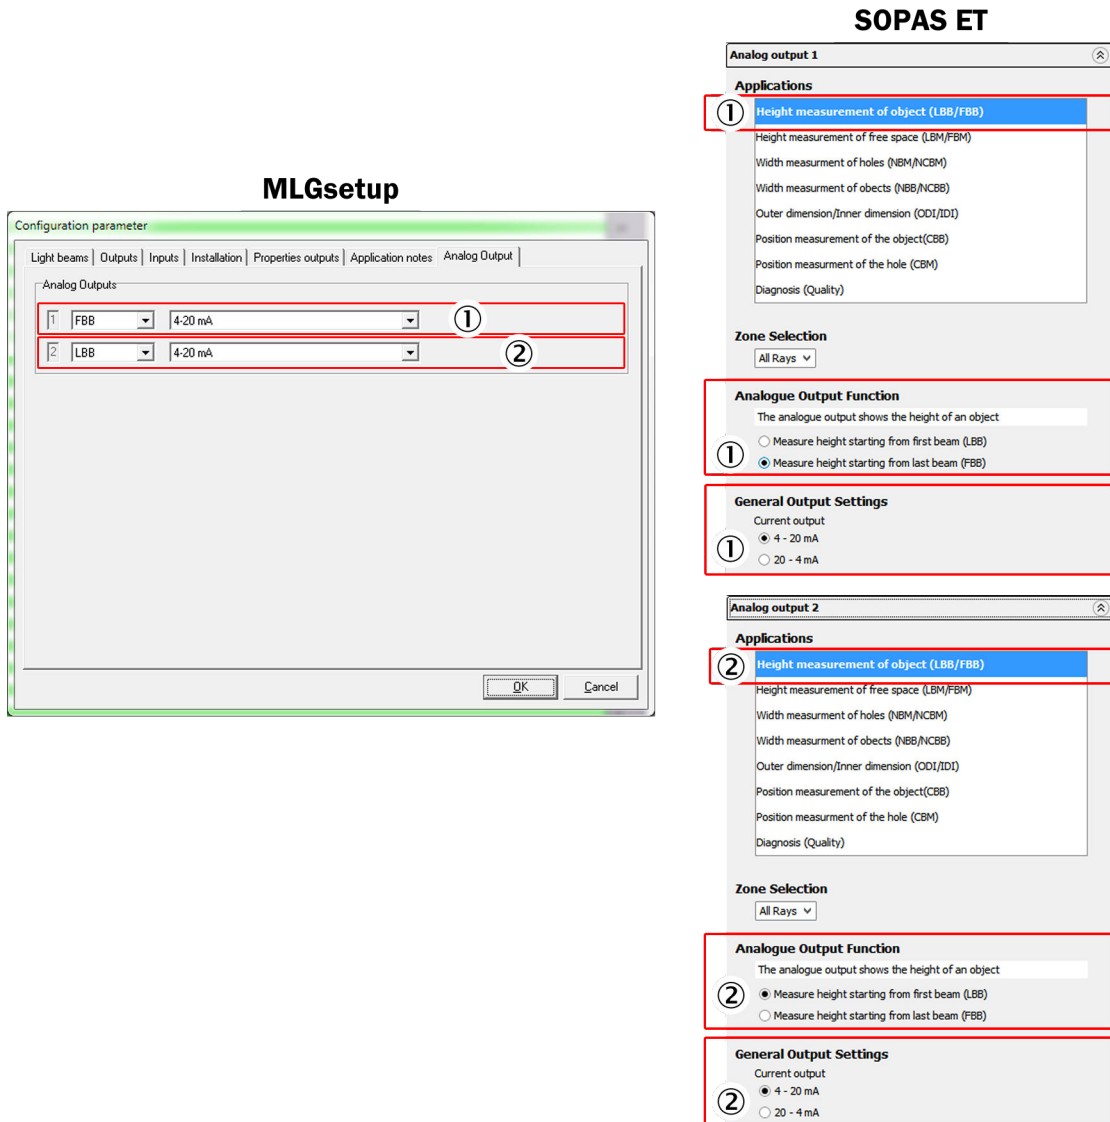 MLGsetup
Configuration parameter
Light beams Outputs Inputs Installation Properties outputs Application notes Analog Output
Analog Outputs
1 FBB 4-20 mA ①
2 LBB 4-20 mA ②
OK Cancel
SOPAS ET
Analog output 1
Applications
① Height measurement of object (LBB/FBB)
Height measurement of free space (LBM/FBM)
Width measurment of holes (NBM/NCBM)
Width measurment of obects (NBB/NCBB)
Outer dimension/Inner dimension (ODI/IDI)
Position measurement of the object(CBB)
Position measurment of the hole (CBM)
Diagnosis (Quality)
Zone Selection
All Rays
Analogue Output Function
The analogue output shows the height of an object
Measure height starting from first beam (LBB)
① Measure height starting from last beam (FBB)
General Output Settings
Current output
① 4 - 20 mA
20 - 4 mA
Analog output 2
Applications
② Height measurement of object (LBB/FBB)
Height measurement of free space (LBM/FBM)
Width measurment of holes (NBM/NCBM)
Width measurment of obects (NBB/NCBB)
Outer dimension/Inner dimension (ODI/IDI)
Position measurement of the object(CBB)
Position measurment of the hole (CBM)
Diagnosis (Quality)
Zone Selection
All Rays
Analogue Output Function
The analogue output shows the height of an object
② Measure height starting from first beam (LBB)
Measure height starting from last beam (FBB)
General Output Settings
Current output
② 4 - 20 mA
20 - 4 mA